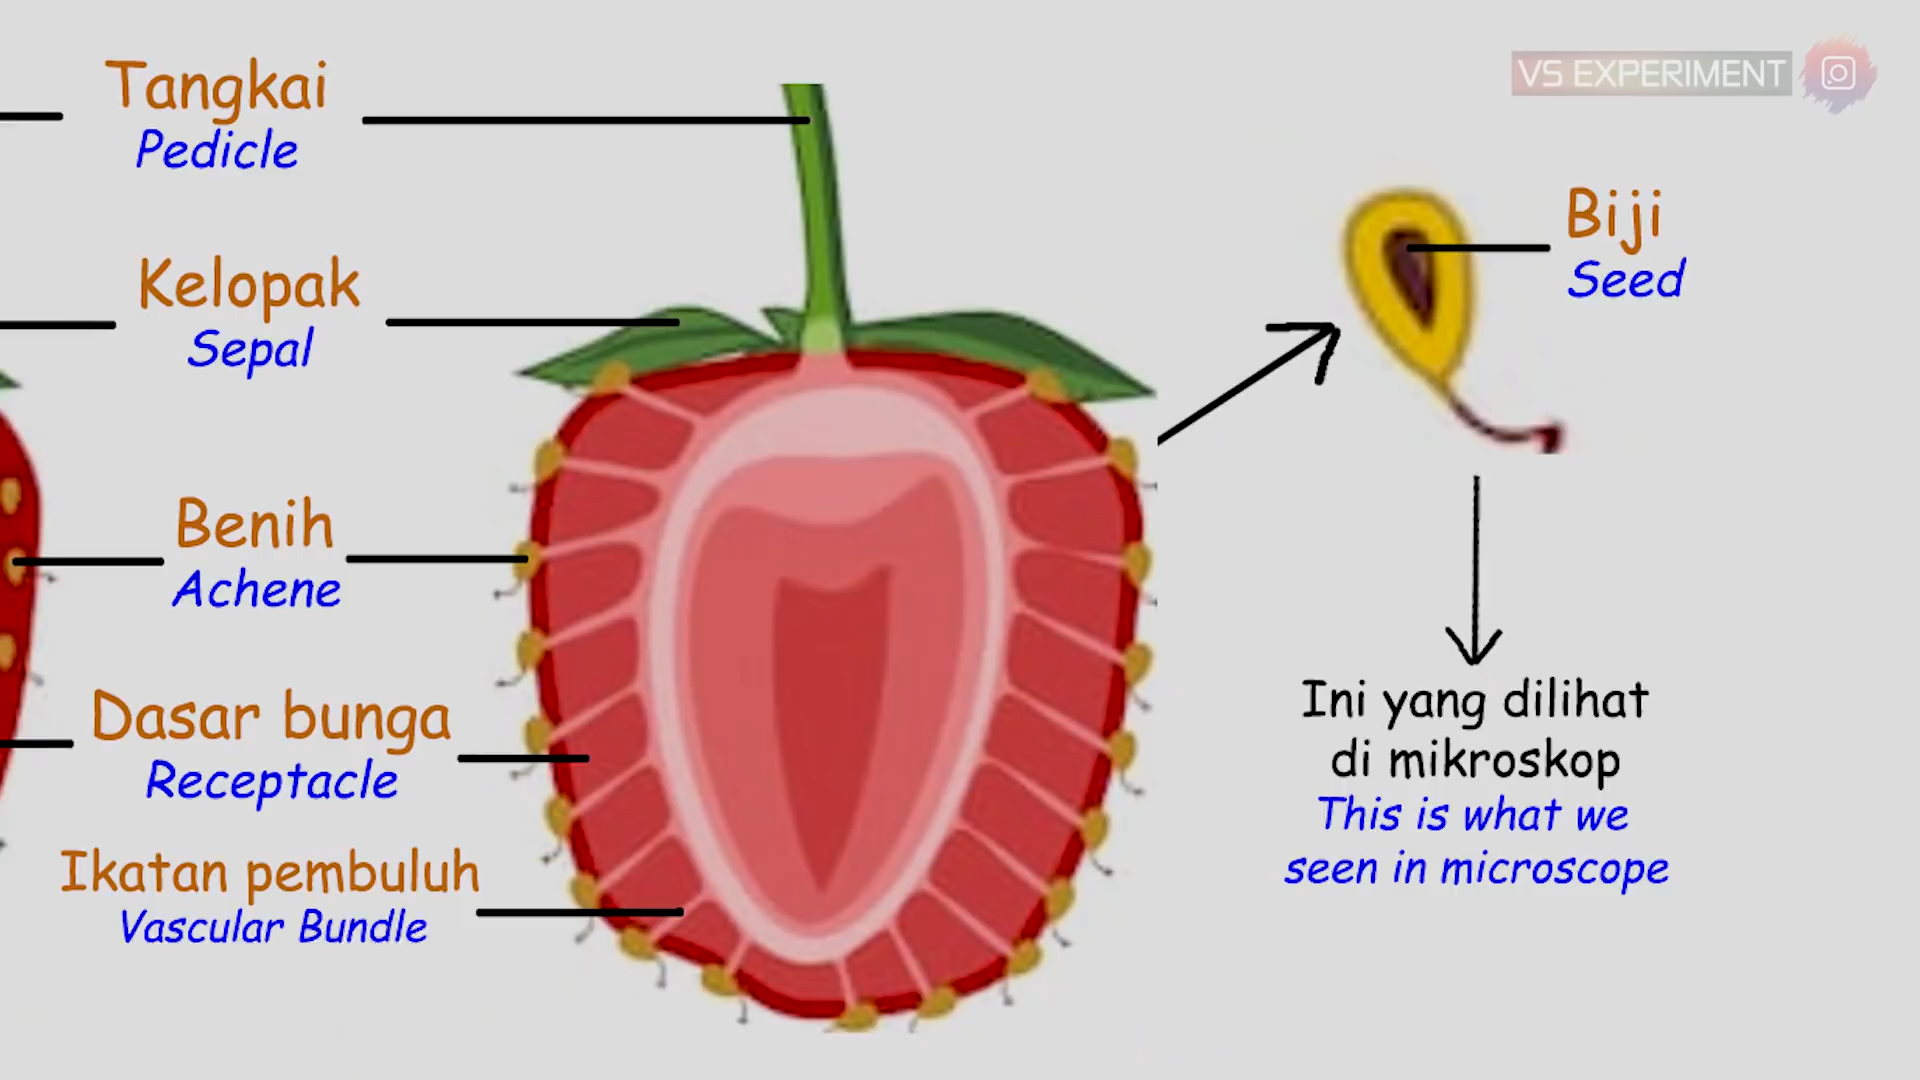 VS EXPERIMENT
Tangkai
Pedicle
Kelopak
Sepal
Benih
Achene
Dasar bunga
Receptacle
Ikatan pembuluh
Vascular Bundle
Biji
Seed
Ini yang dilihat
di mikroskop
This is what we
seen in microscope